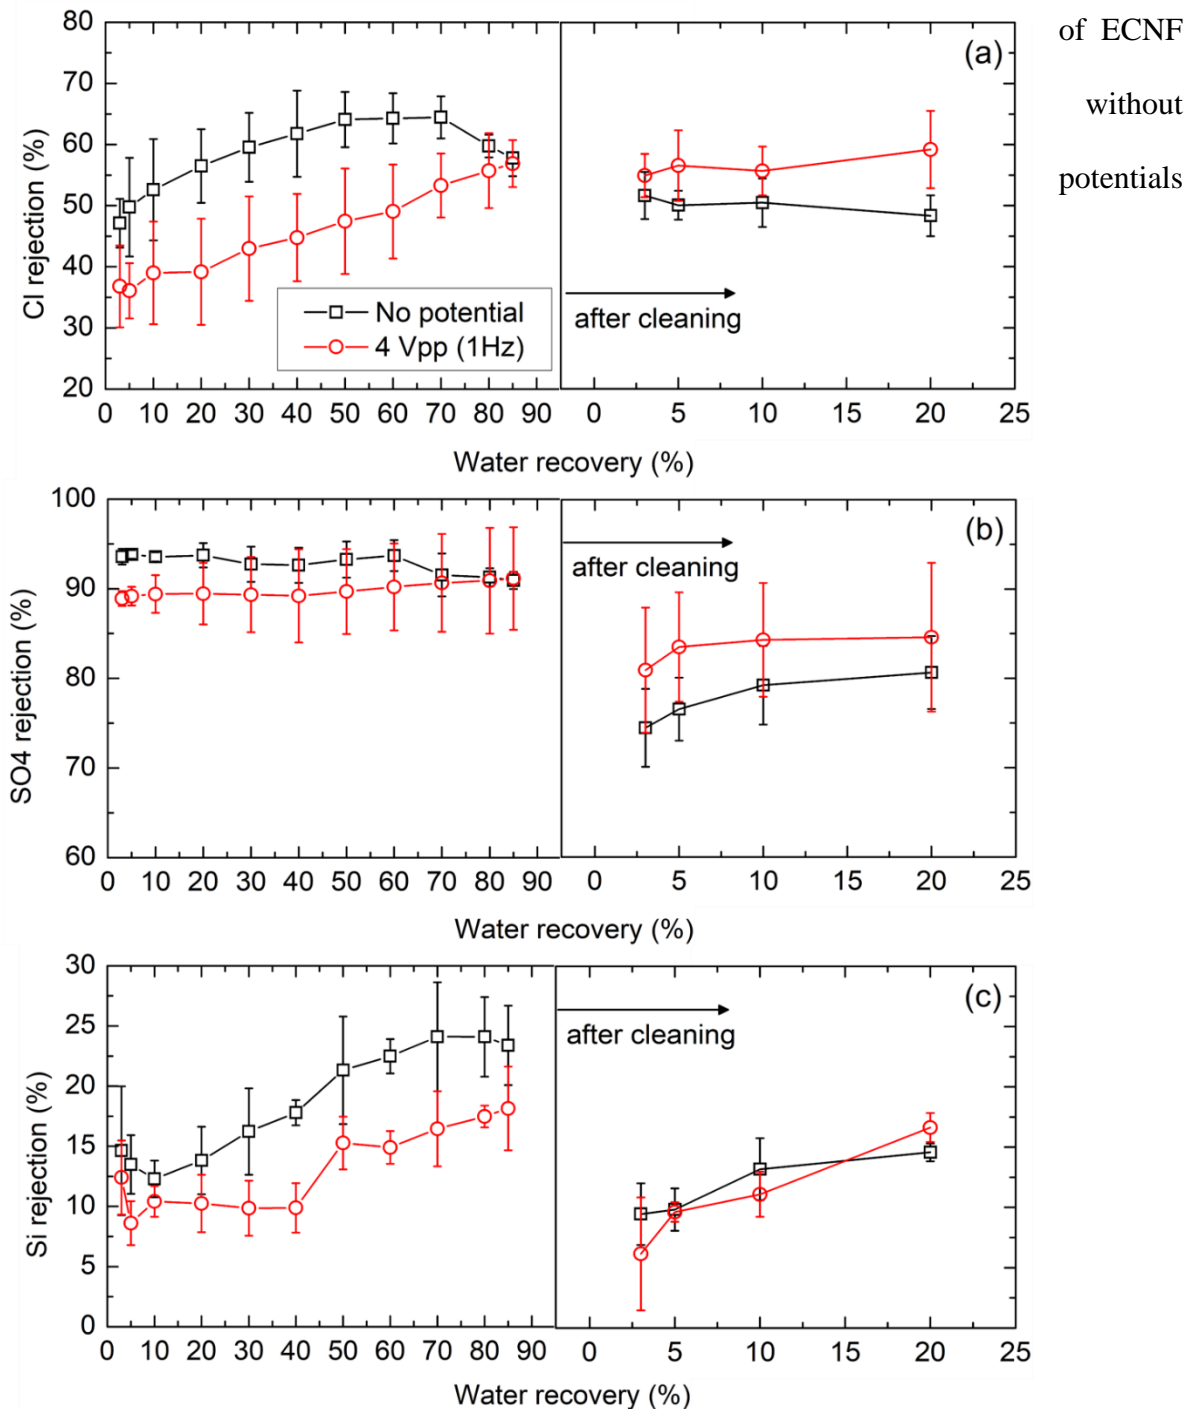 of ECNF
without
potentials
80
70
60
50
40
30
20
Cl rejection (%)
(a)
No potential
4 Vpp (1Hz)
after cleaning
0 10 20 30 40 50 60 70 80 90
0 5 10 15 20 25
Water recovery (%)
100
90
80
70
60
SO4 rejection (%)
(b)
after cleaning
0 10 20 30 40 50 60 70 80 90
0 5 10 15 20 25
Water recovery (%)
30
25
20
15
10
5
0
Si rejection (%)
(c)
after cleaning
0 10 20 30 40 50 60 70 80 90
0 5 10 15 20 25
Water recovery (%)